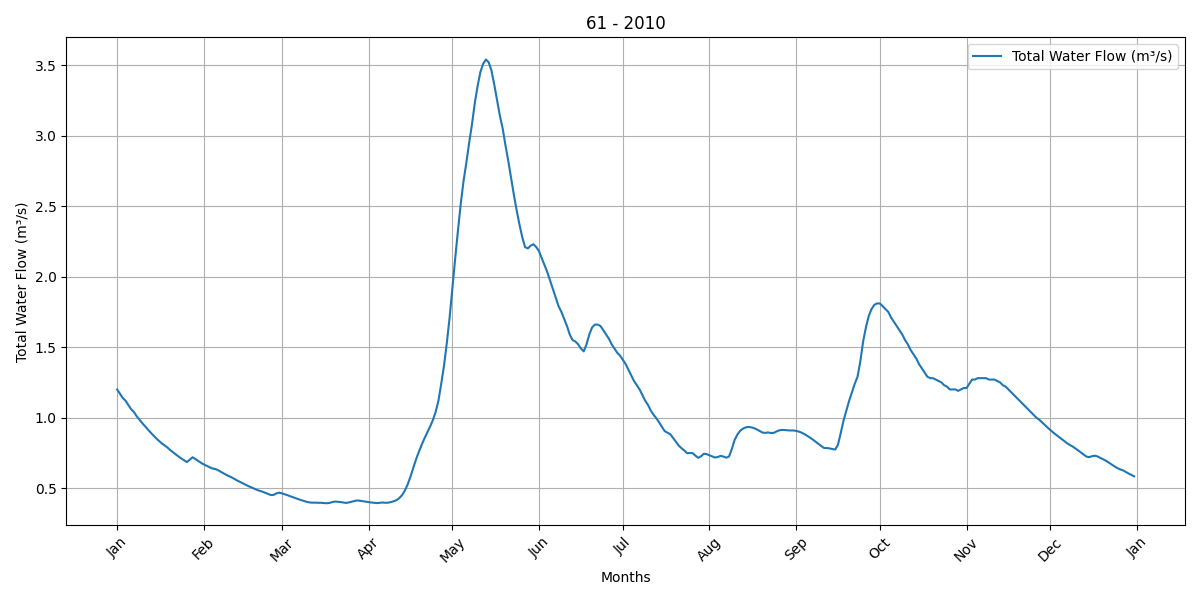 61 - 2010
Total Water Flow (m³/s)
3.5
3.0
2.5
2.0
1.5
1.0
0.5
Total Water Flow (m³/s)
Jan Feb Mar Apr May Jun Jul Aug Sep Oct Nov Dec Jan
Months